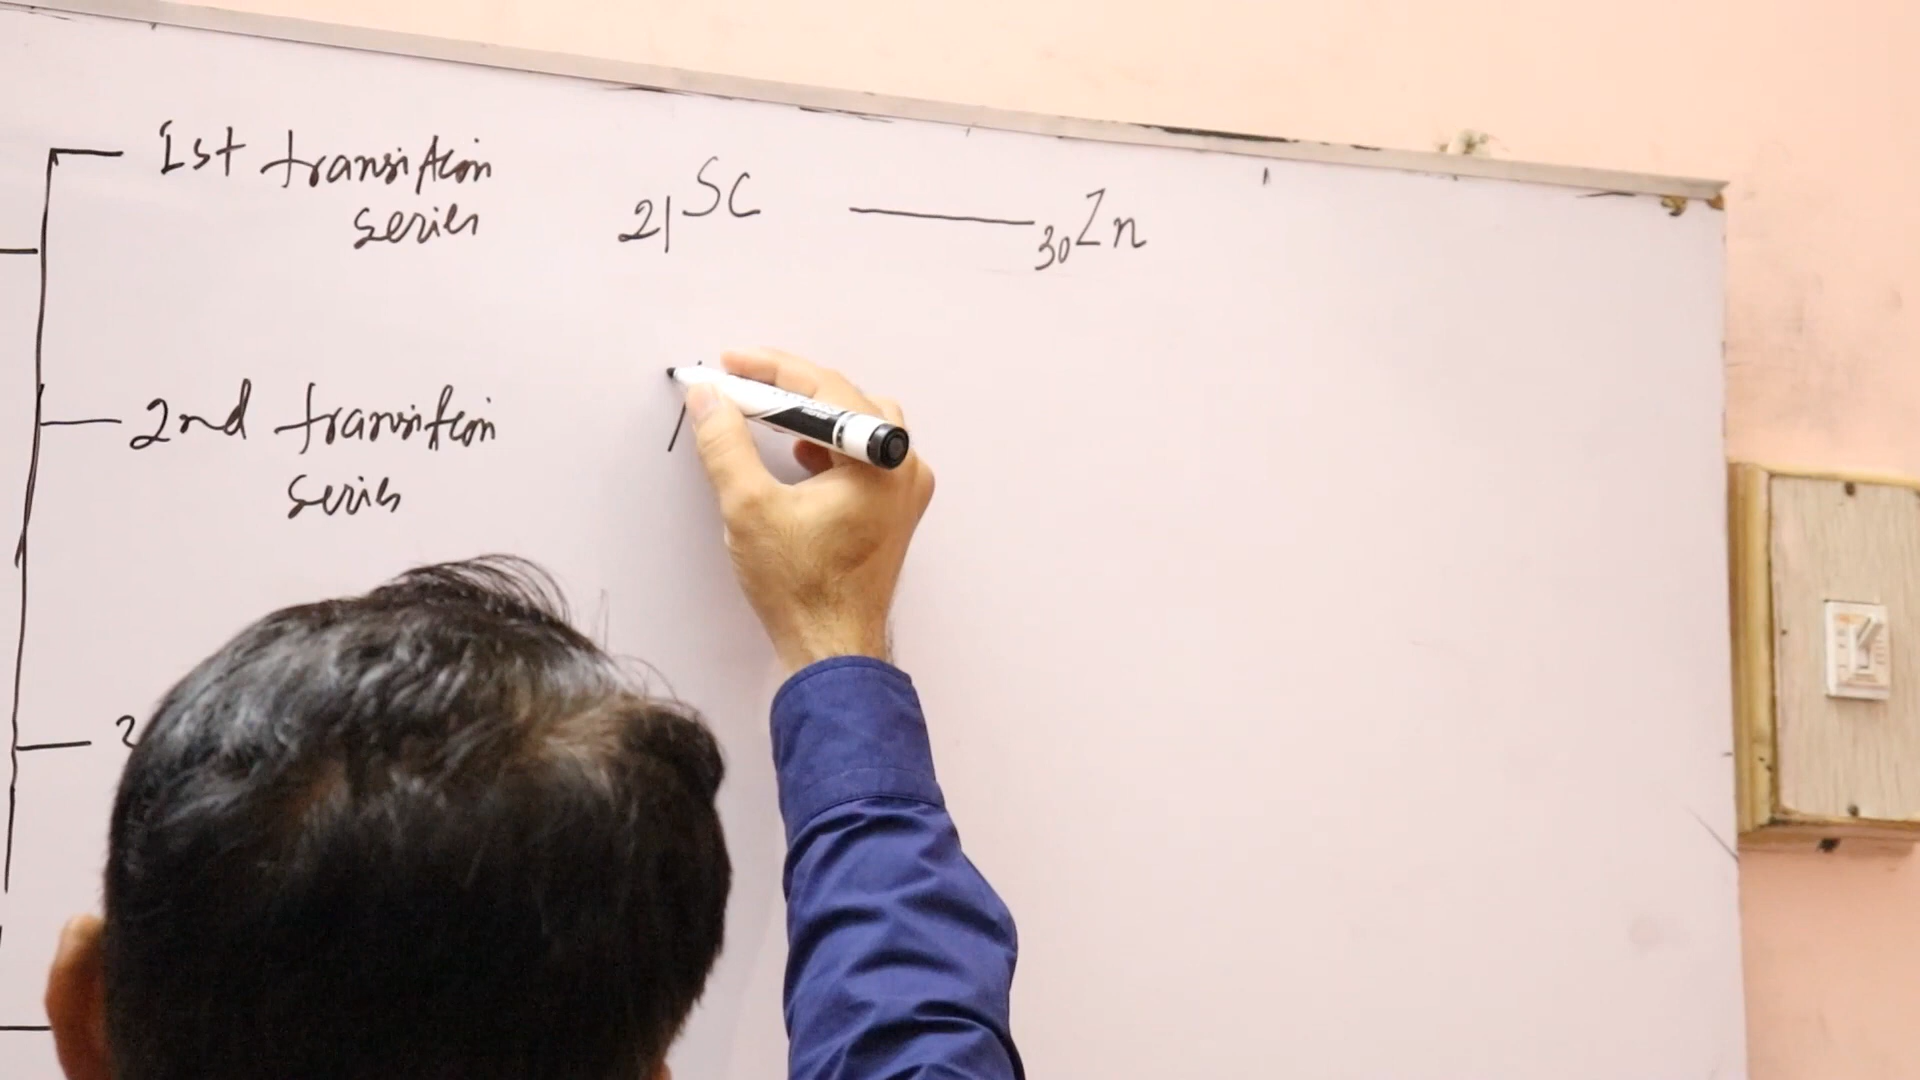 1st transition 21Sc — 30Zn
series
2nd transition
series